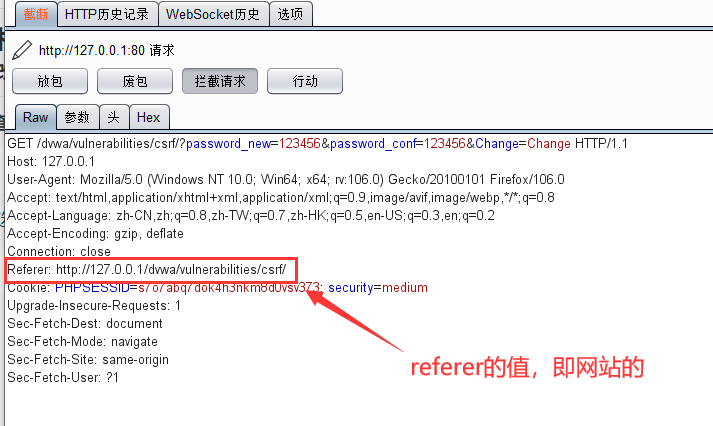 截断 HTTP历史记录 WebSocket历史 选项
http://127.0.0.1:80 请求
放包 废包 拦截请求 行动
Raw 参数 头 Hex
GET /dvwa/vulnerabilities/csrf/?password_new=123456&password_conf=123456&Change=Change HTTP/1.1
Host: 127.0.0.1
User-Agent: Mozilla/5.0 (Windows NT 10.0; Win64; x64; rv:106.0) Gecko/20100101 Firefox/106.0
Accept: text/html,application/xhtml+xml,application/xml;q=0.9,image/avif,image/webp,*/*;q=0.8
Accept-Language: zh-CN,zh;q=0.8,zh-TW;q=0.7,zh-HK;q=0.5,en-US;q=0.3,en;q=0.2
Accept-Encoding: gzip, deflate
Connection: close
Referer: http://127.0.0.1/dvwa/vulnerabilities/csrf/
Cookie: PHPSESSID=s7o7abq7dok4h3nkm8d0vsv373; security=medium
Upgrade-Insecure-Requests: 1
Sec-Fetch-Dest: document
Sec-Fetch-Mode: navigate
Sec-Fetch-Site: same-origin
Sec-Fetch-User: ?1
referer的值，即网站的